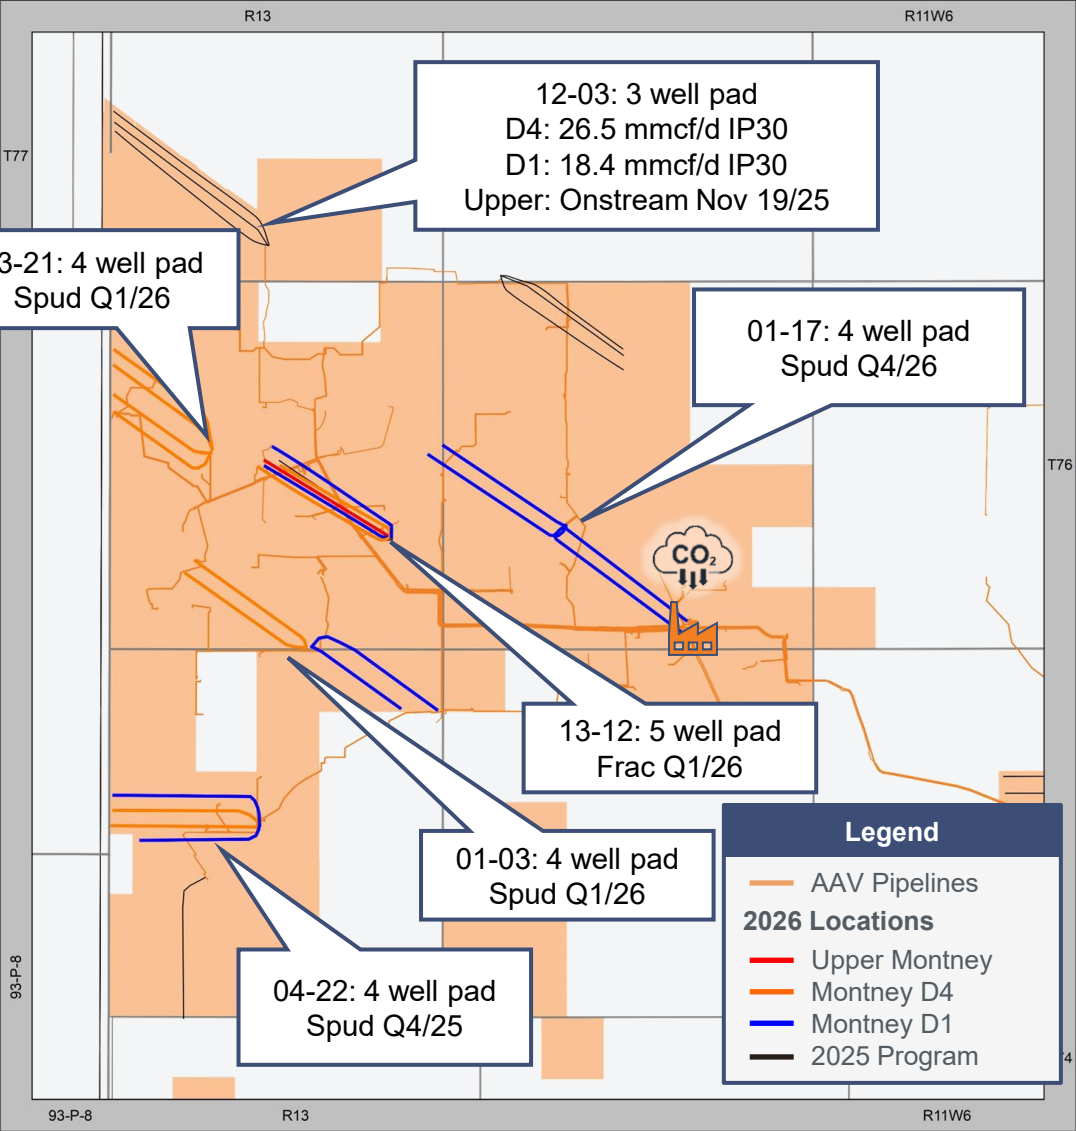 R13
R11W6
12-03: 3 well pad
D4: 26.5 mmcf/d IP30
D1: 18.4 mmcf/d IP30
Upper: Onstream Nov 19/25
T77
3-21: 4 well pad
Spud Q1/26
01-17: 4 well pad
Spud Q4/26
T76
CO₂
13-12: 5 well pad
Frac Q1/26
01-03: 4 well pad
Spud Q1/26
04-22: 4 well pad
Spud Q4/25
93-P-8
Legend
AAV Pipelines
2026 Locations
Upper Montney
Montney D4
Montney D1
2025 Program
4
93-P-8
R13
R11W6